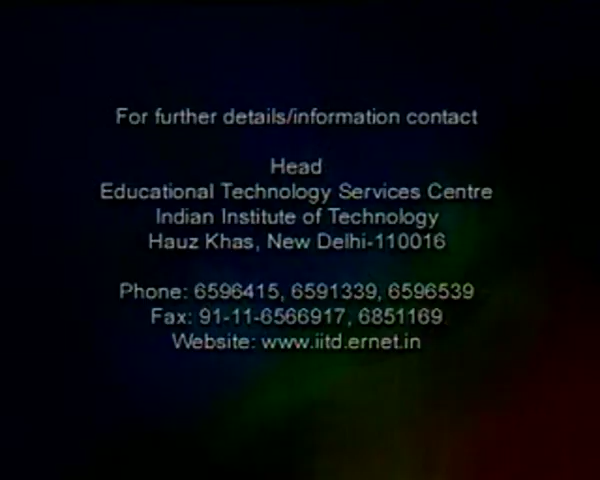 For further details/information contact
Head
Educational Technology Services Centre
Indian Institute of Technology
Hauz Khas, New Delhi-110016
Phone: 6596415, 6591339, 6596539
Fax: 91-11-6566917, 6851169
Website: www.iitd.ernet.in